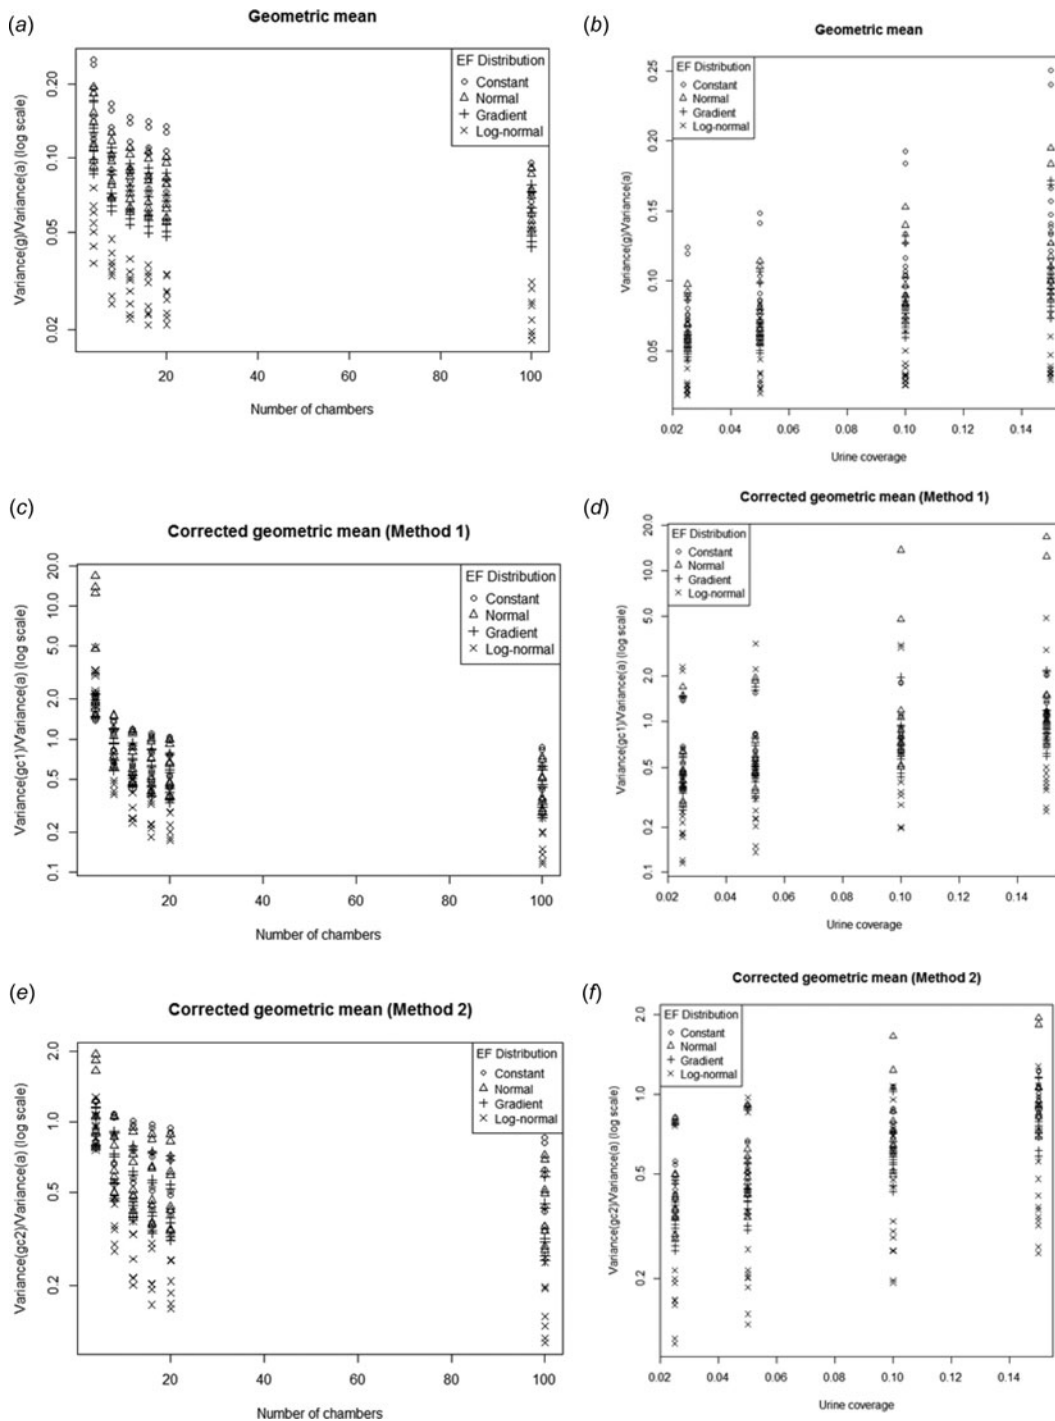 (a)
Geometric mean
Variance(g)/Variance(a) (log scale)
0.20
0.10
0.05
0.02
EF Distribution
Constant
Normal
Gradient
Log-normal
20 40 60 80 100
Number of chambers
(b)
Geometric mean
Variance(g)/Variance(a)
0.25
0.20
0.15
0.10
0.05
EF Distribution
Constant
Normal
Gradient
Log-normal
0.02 0.04 0.06 0.08 0.10 0.12 0.14
Urine coverage
(c)
Corrected geometric mean (Method 1)
Variance(gc1)/Variance(a) (log scale)
20.0
10.0
5.0
2.0
1.0
0.5
0.2
0.1
EF Distribution
Constant
Normal
Gradient
Log-normal
20 40 60 80 100
Number of chambers
(d)
Corrected geometric mean (Method 1)
Variance(gc1)/Variance(a) (log scale)
20.0
10.0
5.0
2.0
1.0
0.5
0.2
0.1
EF Distribution
Constant
Normal
Gradient
Log-normal
0.02 0.04 0.06 0.08 0.10 0.12 0.14
Urine coverage
(e)
Corrected geometric mean (Method 2)
Variance(gc2)/Variance(a) (log scale)
2.0
1.0
0.5
0.2
EF Distribution
Constant
Normal
Gradient
Log-normal
20 40 60 80 100
Number of chambers
(f)
Corrected geometric mean (Method 2)
Variance(gc2)/Variance(a) (log scale)
2.0
1.0
0.5
0.2
EF Distribution
Constant
Normal
Gradient
Log-normal
0.02 0.04 0.06 0.08 0.10 0.12 0.14
Urine coverage